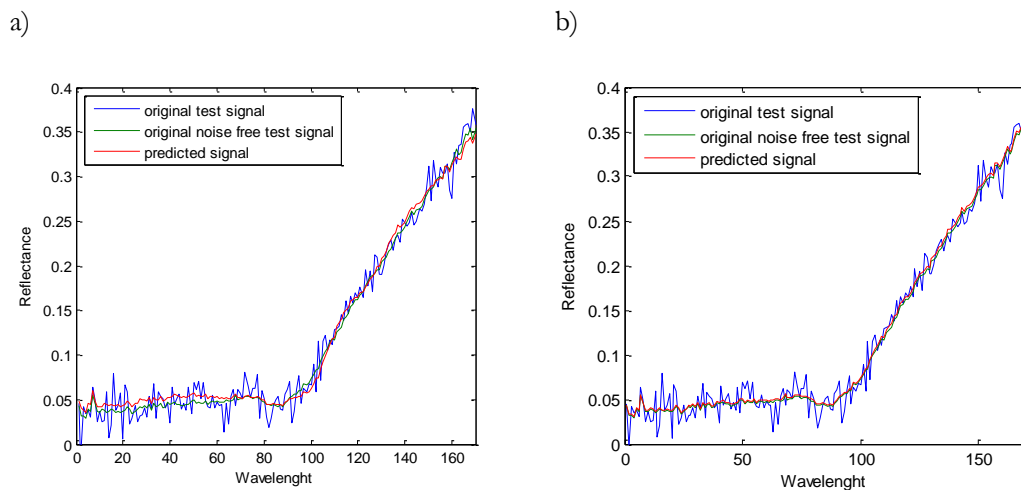 a)
b)
0.4
0.35
0.3
0.25
0.2
0.15
0.1
0.05
0
Reflectance
original test signal
original noise free test signal
predicted signal
0 20 40 60 80 100 120 140 160
Wavelenght
0.4
0.35
0.3
0.25
0.2
0.15
0.1
0.05
0
Reflectance
original test signal
original noise free test signal
predicted signal
0 50 100 150
Wavelenght